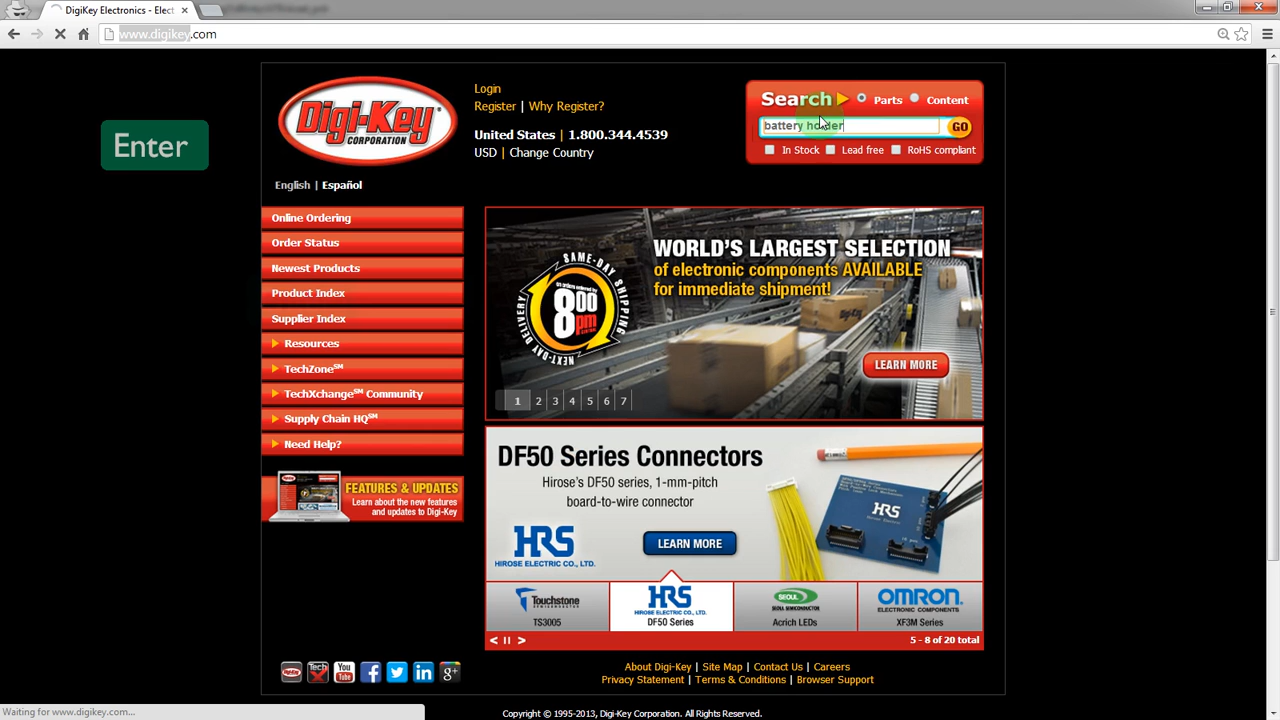 DigiKey Electronics - Elect
www.digikey.com
Enter
Digi-Key
CORPORATION
Login
Register | Why Register?
United States | 1.800.344.4539
USD | Change Country
Search Parts Content
battery holder
GO
In Stock Lead free RoHS compliant
English | Español
Online Ordering
Order Status
Newest Products
Product Index
Supplier Index
Resources
TechZone℠
TechXchange℠ Community
Supply Chain HQ℠
Need Help?
FEATURES & UPDATES
Learn about the new features
and updates to Digi-Key
WORLD'S LARGEST SELECTION
of electronic components AVAILABLE
for immediate shipment!
SAME-DAY SHIPPING
8:00
pm
NEXT-DAY DELIVERY
LEARN MORE
1 2 3 4 5 6 7
DF50 Series Connectors
Hirose's DF50 series, 1-mm-pitch
board-to-wire connector
HRS
HIROSE ELECTRIC CO., LTD.
LEARN MORE
HRS
Touchstone
SEMICONDUCTOR
TS3005
HRS
HIROSE ELECTRIC CO., LTD.
DF50 Series
SEOUL
SEOUL SEMICONDUCTOR
Acrich LEDs
OMRON
ELECTRONIC COMPONENTS
XF3M Series
5 - 8 of 20 total
You
Tube
About Digi-Key | Site Map | Contact Us | Careers
Privacy Statement | Terms & Conditions | Browser Support
Copyright © 1995-2013, Digi-Key Corporation. All Rights Reserved.
Waiting for www.digikey.com...